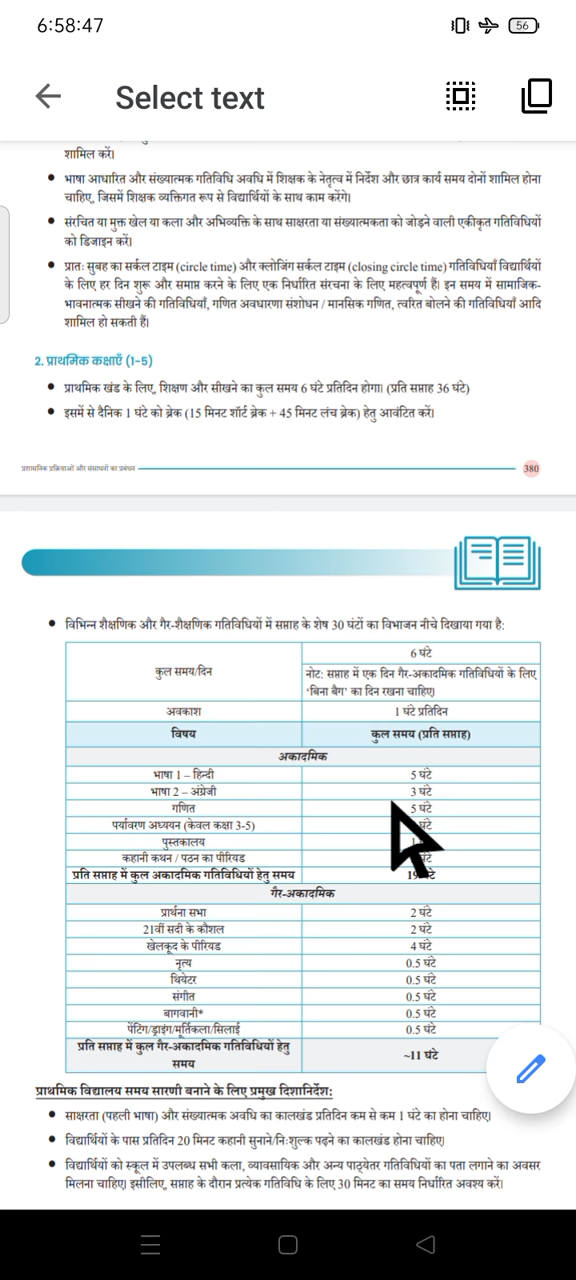 6:58:47
56
Select text
शामिल करें।
भाषा आधारित और संख्यात्मक गतिविधि अवधि में शिक्षक के नेतृत्व में निर्देश और छात्र कार्य समय दोनों शामिल होना
चाहिए, जिसमें शिक्षक व्यक्तिगत रूप से विद्यार्थियों के साथ काम करेंगे।
संरचित या मुक्त खेल या कला और अभिव्यक्ति के साथ साक्षरता या संख्यात्मकता को जोड़ने वाली एकीकृत गतिविधियों
को डिजाइन करें।
प्रातः सुबह का सर्कल टाइम (circle time) और क्लोजिंग सर्कल टाइम (closing circle time) गतिविधियाँ विद्यार्थियों
के लिए हर दिन शुरू और समाप्त करने के लिए एक निर्धारित संरचना के लिए महत्वपूर्ण हैं। इन समय में सामाजिक-
भावनात्मक सीखने की गतिविधियाँ, गणित अवधारणा संशोधन / मानसिक गणित, त्वरित बोलने की गतिविधियाँ आदि
शामिल हो सकती हैं।
2. प्राथमिक कक्षाएँ (1-5)
प्राथमिक खंड के लिए, शिक्षण और सीखने का कुल समय 6 घंटे प्रतिदिन होगा। (प्रति सप्ताह 36 घंटे)
इसमें से दैनिक 1 घंटे को ब्रेक (15 मिनट शॉर्ट ब्रेक + 45 मिनट लंच ब्रेक) हेतु आवंटित करें।
प्रशासनिक प्रक्रियाओं और संसाधनों का प्रबंधन 380
विभिन्न शैक्षणिक और गैर-शैक्षणिक गतिविधियों में सप्ताह के शेष 30 घंटों का विभाजन नीचे दिखाया गया है:
कुल समय/दिन
6 घंटे
नोट: सप्ताह में एक दिन गैर-अकादमिक गतिविधियों के लिए
'बिना बैग' का दिन रखना चाहिए।
अवकाश 1 घंटे प्रतिदिन
विषय कुल समय (प्रति सप्ताह)
अकादमिक
भाषा 1 – हिन्दी 5 घंटे
भाषा 2 – अंग्रेजी 3 घंटे
गणित 5 घंटे
पर्यावरण अध्ययन (केवल कक्षा 3-5) घंटे
पुस्तकालय
कहानी कथन / पठन का पीरियड घंटे
प्रति सप्ताह में कुल अकादमिक गतिविधियों हेतु समय
गैर-अकादमिक
प्रार्थना सभा 2 घंटे
21वीं सदी के कौशल 2 घंटे
खेलकूद के पीरियड 4 घंटे
नृत्य 0.5 घंटे
थियेटर 0.5 घंटे
संगीत 0.5 घंटे
बागवानी* 0.5 घंटे
पेंटिंग/ड्राइंग/मूर्तिकला/सिलाई 0.5 घंटे
प्रति सप्ताह में कुल गैर-अकादमिक गतिविधियों हेतु
समय
~11 घंटे
प्राथमिक विद्यालय समय सारणी बनाने के लिए प्रमुख दिशानिर्देश:
साक्षरता (पहली भाषा) और संख्यात्मक अवधि का कालखंड प्रतिदिन कम से कम 1 घंटे का होना चाहिए।
विद्यार्थियों के पास प्रतिदिन 20 मिनट कहानी सुनाने/निःशुल्क पढ़ने का कालखंड होना चाहिए।
विद्यार्थियों को स्कूल में उपलब्ध सभी कला, व्यावसायिक और अन्य पाठ्येतर गतिविधियों का पता लगाने का अवसर
मिलना चाहिए। इसीलिए, सप्ताह के दौरान प्रत्येक गतिविधि के लिए 30 मिनट का समय निर्धारित अवश्य करें।